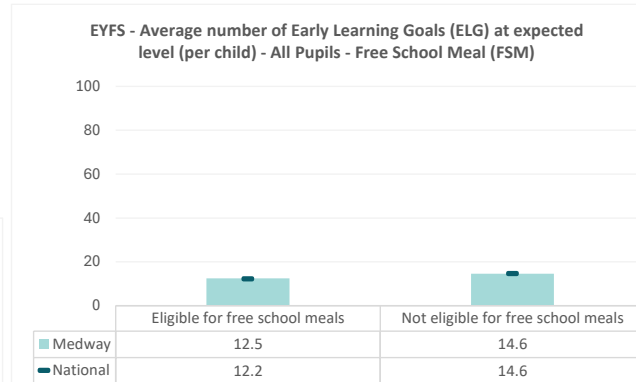 EYFS - Average number of Early Learning Goals (ELG) at expected
level (per child) - All Pupils - Free School Meal (FSM)
100
80
60
40
20
0
Eligible for free school meals Not eligible for free school meals
Medway 12.5 14.6
National 12.2 14.6